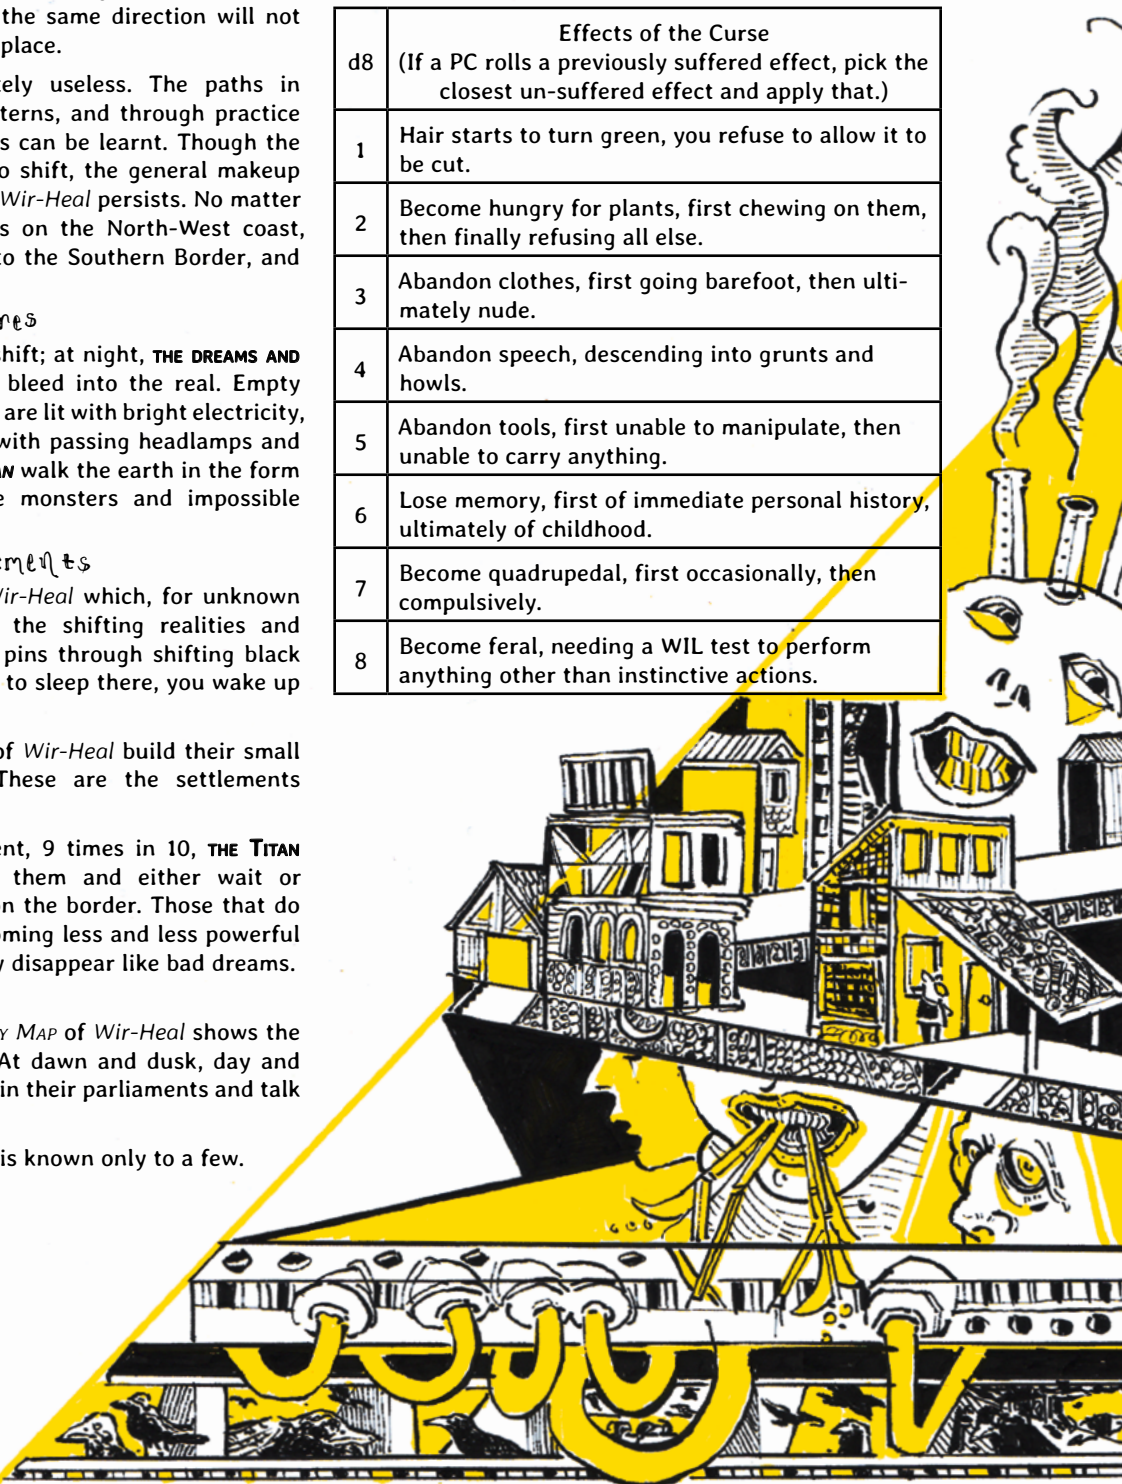 the same direction will not
place.
tely useless. The paths in
terns, and through practice
s can be learnt. Though the
o shift, the general makeup
Wir-Heal persists. No matter
s on the North-West coast,
to the Southern Border, and
res
shift; at night, THE DREAMS AND
bleed into the real. Empty
are lit with bright electricity,
with passing headlamps and
AN walk the earth in the form
e monsters and impossible
ements
Wir-Heal which, for unknown
the shifting realities and
pins through shifting black
to sleep there, you wake up
of Wir-Heal build their small
These are the settlements
ent, 9 times in 10, THE TITAN
them and either wait or
on the border. Those that do
oming less and less powerful
y disappear like bad dreams.
Y MAP of Wir-Heal shows the
At dawn and dusk, day and
in their parliaments and talk
is known only to a few.
d8
Effects of the Curse
(If a PC rolls a previously suffered effect, pick the
closest un-suffered effect and apply that.)
1
Hair starts to turn green, you refuse to allow it to
be cut.
2
Become hungry for plants, first chewing on them,
then finally refusing all else.
3
Abandon clothes, first going barefoot, then ulti-
mately nude.
4
Abandon speech, descending into grunts and
howls.
5
Abandon tools, first unable to manipulate, then
unable to carry anything.
6
Lose memory, first of immediate personal history,
ultimately of childhood.
7
Become quadrupedal, first occasionally, then
compulsively.
8
Become feral, needing a WIL test to perform
anything other than instinctive actions.